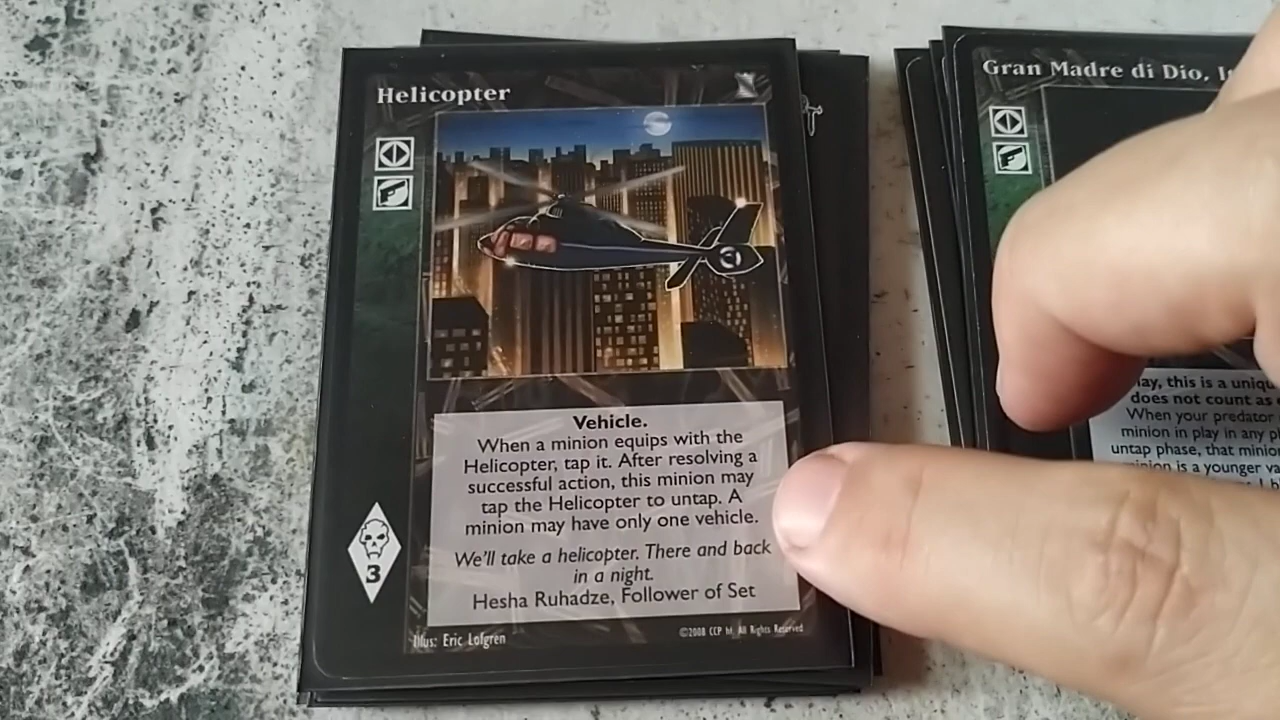 Helicopter
Vehicle.
When a minion equips with the
Helicopter, tap it. After resolving a
successful action, this minion may
tap the Helicopter to untap. A
minion may have only one vehicle.
We'll take a helicopter. There and back
in a night.
Hesha Ruhadze, Follower of Set
3
Illus: Eric Lofgren
©2008 CCP hf. All Rights Reserved
Gran Madre di Dio,
this is a
does not count as
When your predator
minion in play in any
untap phase, that
minion is a younger